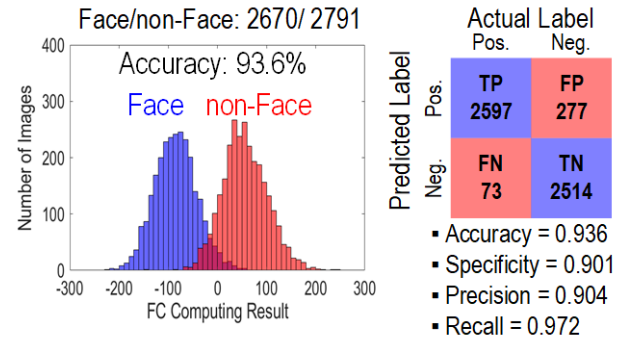 Face/non-Face: 2670/ 2791
Accuracy: 93.6%
Face non-Face
Number of Images
400
300
200
100
0
-300 -200 -100 0 100 200 300
FC Computing Result
Actual Label
Pos. Neg.
Predicted Label
Pos.
Neg.
TP FP
2597 277
FN TN
73 2514
▪ Accuracy = 0.936
▪ Specificity = 0.901
▪ Precision = 0.904
▪ Recall = 0.972